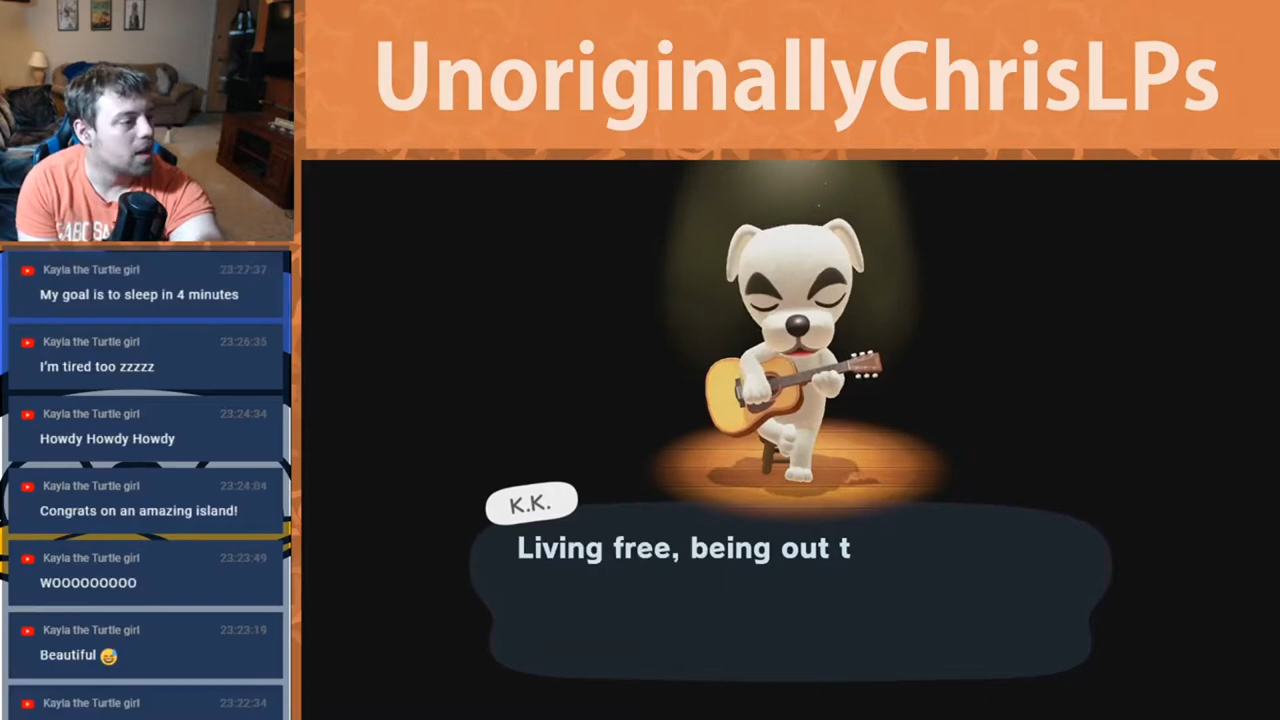 UnoriginallyChrisLPs
Kayla the Turtle girl 23:27:37
My goal is to sleep in 4 minutes
Kayla the Turtle girl 23:26:35
I'm tired too zzzzz
Kayla the Turtle girl 23:24:34
Howdy Howdy Howdy
Kayla the Turtle girl 23:24:04
Congrats on an amazing island!
Kayla the Turtle girl 23:23:49
WOOOOOOOOO
Kayla the Turtle girl 23:23:19
Beautiful 😅
Kayla the Turtle girl 23:22:34
K.K.
Living free, being out t